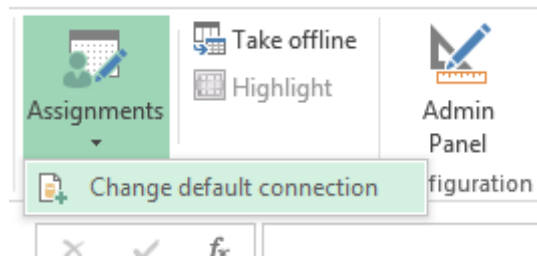 Take offline
Highlight
Assignments
Admin
Panel
Change default connection
figuration
fx